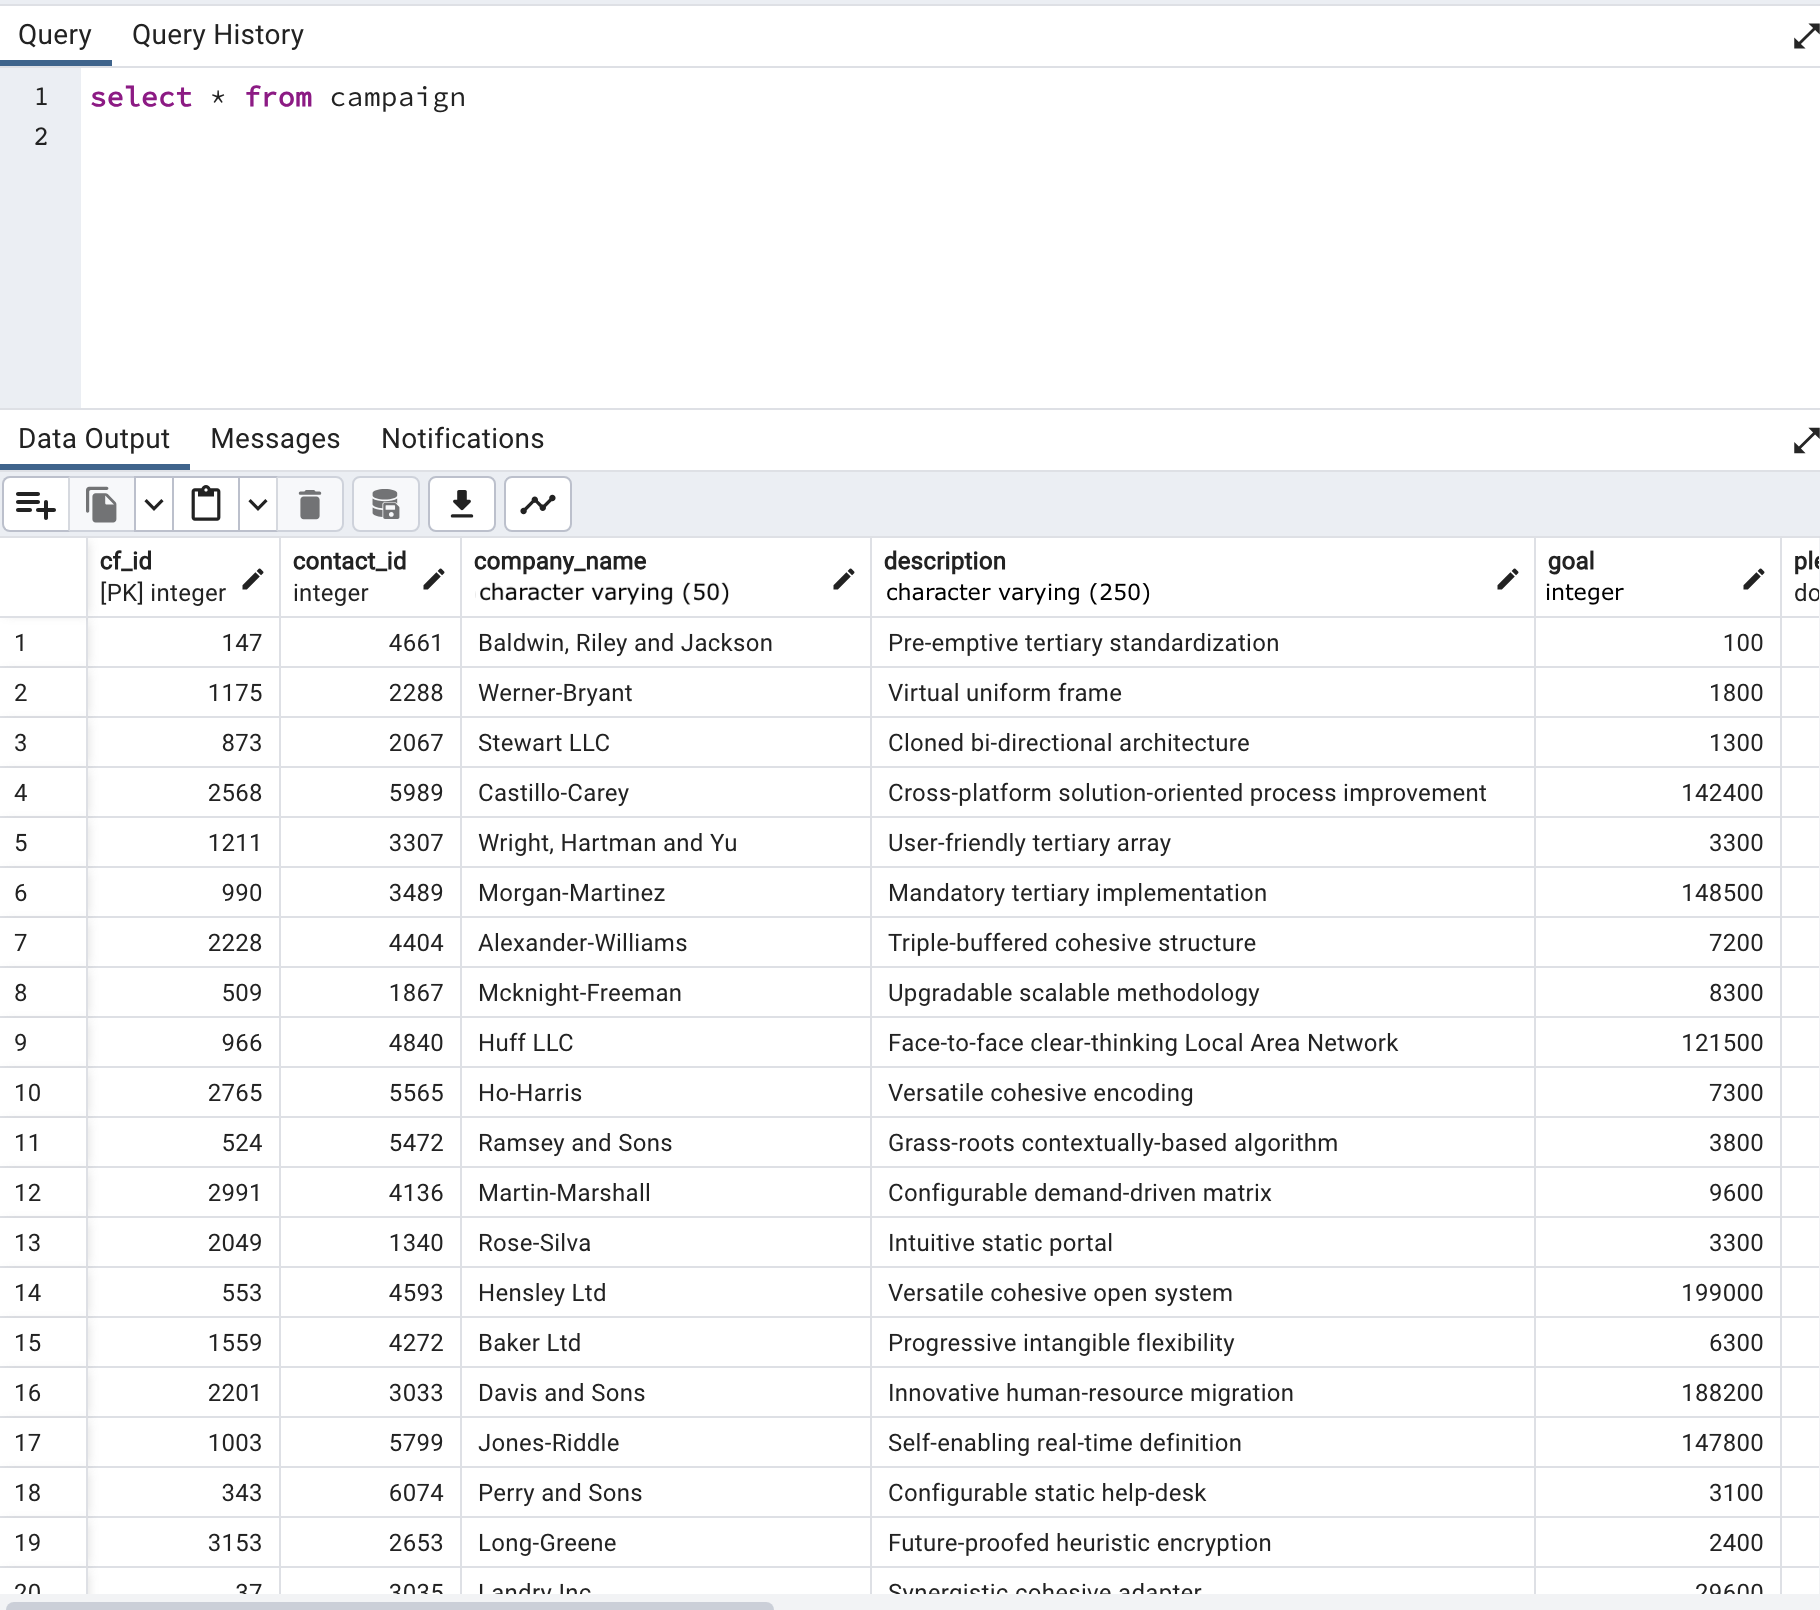 Query Query History
1 select * from campaign
2
Data Output Messages Notifications
cf_id contact_id company_name description goal
[PK] integer integer character varying (50) character varying (250) integer
1 147 4661 Baldwin, Riley and Jackson Pre-emptive tertiary standardization 100
2 1175 2288 Werner-Bryant Virtual uniform frame 1800
3 873 2067 Stewart LLC Cloned bi-directional architecture 1300
4 2568 5989 Castillo-Carey Cross-platform solution-oriented process improvement 142400
5 1211 3307 Wright, Hartman and Yu User-friendly tertiary array 3300
6 990 3489 Morgan-Martinez Mandatory tertiary implementation 148500
7 2228 4404 Alexander-Williams Triple-buffered cohesive structure 7200
8 509 1867 Mcknight-Freeman Upgradable scalable methodology 8300
9 966 4840 Huff LLC Face-to-face clear-thinking Local Area Network 121500
10 2765 5565 Ho-Harris Versatile cohesive encoding 7300
11 524 5472 Ramsey and Sons Grass-roots contextually-based algorithm 3800
12 2991 4136 Martin-Marshall Configurable demand-driven matrix 9600
13 2049 1340 Rose-Silva Intuitive static portal 3300
14 553 4593 Hensley Ltd Versatile cohesive open system 199000
15 1559 4272 Baker Ltd Progressive intangible flexibility 6300
16 2201 3033 Davis and Sons Innovative human-resource migration 188200
17 1003 5799 Jones-Riddle Self-enabling real-time definition 147800
18 343 6074 Perry and Sons Configurable static help-desk 3100
19 3153 2653 Long-Greene Future-proofed heuristic encryption 2400
20 37 3035 Landry Inc Synergistic cohesive adapter 29600